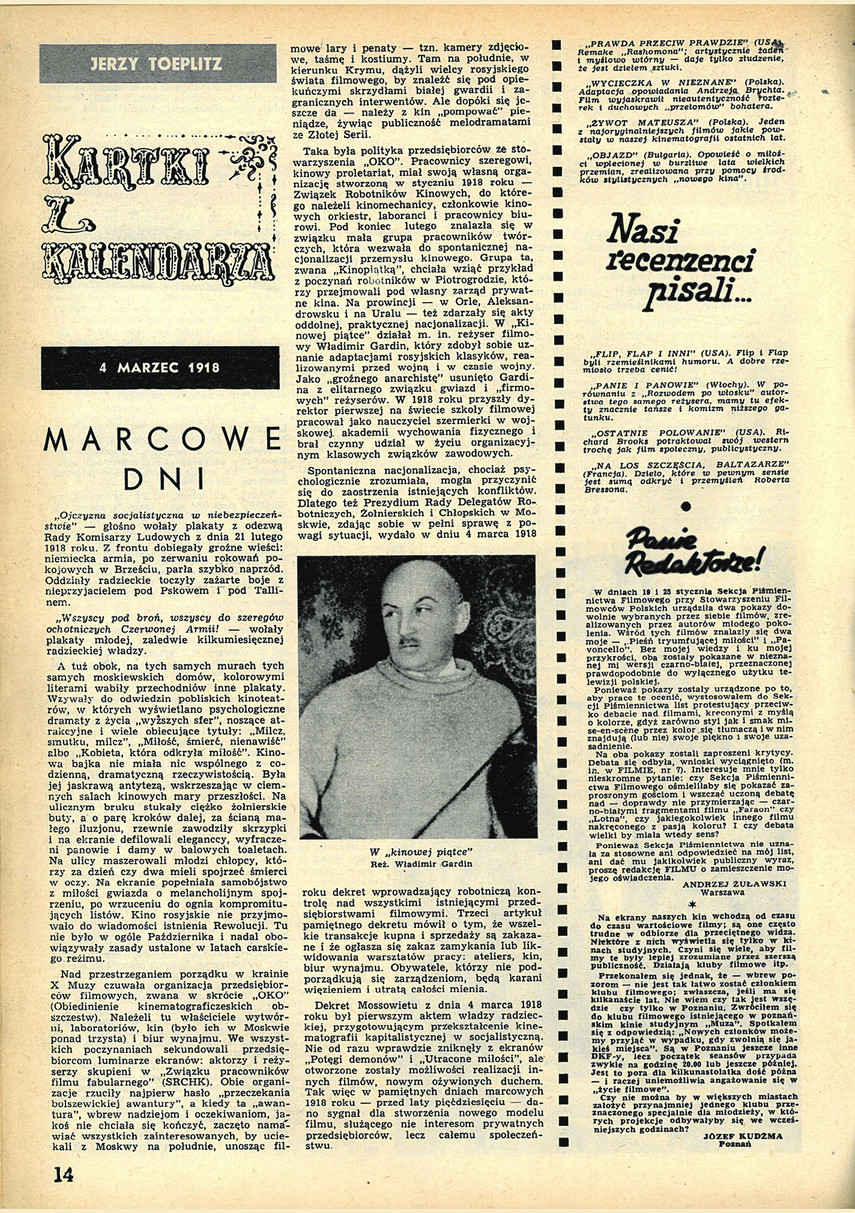 JERZY TOEPLITZ
KARTKI
Z
KALENDARZA
4 MARZEC 1918
MARCOWE
DNI
„Ojczyzna socjalistyczna w niebezpieczeń-
stwie” — głośno wołały plakaty z odezwą
Rady Komisarzy Ludowych z dnia 21 lutego
1918 roku. Z frontu dobiegały groźne wieści:
niemiecka armia, po zerwaniu rokowań po-
kojowych w Brześciu, parła szybko naprzód.
Oddziały radzieckie toczyły zażarte boje z
nieprzyjacielem pod Pskowem i pod Talli-
nem.
„Wszyscy pod broń, wszyscy do szeregów
ochotniczych Czerwonej Armii! — wołały
plakaty młodej, zaledwie kilkumiesięcznej
radzieckiej władzy.
A tuż obok, na tych samych murach tych
samych moskiewskich domów, kolorowymi
literami wabiły przechodniów inne plakaty.
Wzywały do odwiedzin pobliskich kinoteat-
rów, w których wyświetlano psychologiczne
dramaty z życia „wyższych sfer”, noszące at-
rakcyjne i wiele obiecujące tytuły: „Milcz,
smutku, milcz”, „Miłość, śmierć, nienawiść”
albo „Kobieta, która odkryła miłość”. Kino-
wa bajka nie miała nic wspólnego z co-
dzienną, dramatyczną rzeczywistością. Była
jej jaskrawą antytezą, wskrzeszając w ciem-
nych salach kinowych mary przeszłości. Na
ulicznym bruku stukały ciężko żołnierskie
buty, a o parę kroków dalej, za ścianą ma-
łego iluzjonu, rzewnie zawodziły skrzypki
i na ekranie defilowali eleganccy, wyfracze-
ni panowie i damy w balowych toaletach.
Na ulicy maszerowali młodzi chłopcy, któ-
rzy za dzień czy dwa mieli spojrzeć śmierci
w oczy. Na ekranie popełniała samobójstwo
z miłości gwiazda o melancholijnym spoj-
rzeniu, po wrzuceniu do ognia kompromitu-
jących listów. Kino rosyjskie nie przyjmo-
wało do wiadomości istnienia Rewolucji. Tu
nie było w ogóle Października i nadal obo-
wiązywały zasady ustalone w latach carskie-
go reżimu.
Nad przestrzeganiem porządku w krainie
X Muzy czuwała organizacja przedsiębior-
ców filmowych, zwana w skrócie „OKO”
(Obiedinienie kinematograficzeskich ob-
szczestw). Należeli tu właściciele wytwór-
ni, laboratoriów, kin (było ich w Moskwie
ponad trzysta) i biur wynajmu. We wszyst-
kich poczynaniach sekundowali przedsię-
biorcom luminarze ekranów: aktorzy i reży-
serzy skupieni w „Związku pracowników
filmu fabularnego” (SRCHK). Obie organi-
zacje rzuciły najpierw hasło „przeczekania
bolszewickiej awantury”, a kiedy ta „awan-
tura”, wbrew nadziejom i oczekiwaniom, ja-
koś nie chciała się kończyć, zaczęto nama-
wiać wszystkich zainteresowanych, by ucie-
kali z Moskwy na południe, unosząc fil-
mowe lary i penaty — tzn. kamery zdjęcio-
we, taśmę i kostiumy. Tam na południe, w
kierunku Krymu, dążyli wielcy rosyjskiego
świata filmowego, by znaleźć się pod opie-
kuńczymi skrzydłami białej gwardii i za-
granicznych interwentów. Ale dopóki się je-
szcze da — należy z kin „pompować” pie-
niądze, żywiąc publiczność melodramatami
ze Złotej Serii.
Taka była polityka przedsiębiorców ze sto-
warzyszenia „OKO”. Pracownicy szeregowi,
kinowy proletariat, miał swoją własną orga-
nizację stworzoną w styczniu 1918 roku —
Związek Robotników Kinowych, do które-
go należeli kinomechanicy, członkowie kino-
wych orkiestr, laboranci i pracownicy biu-
rowi. Pod koniec lutego znalazła się w
związku mała grupa pracowników twór-
czych, która wezwała do spontanicznej na-
cjonalizacji przemysłu kinowego. Grupa ta,
zwana „Kinopiątką”, chciała wziąć przykład
z poczynań robotników w Piotrogrodzie, któ-
rzy przejmowali pod własny zarząd prywat-
ne kina. Na prowincji — w Orle, Aleksan-
drowsku i na Uralu — też zdarzały się akty
oddolnej, praktycznej nacjonalizacji. W „Ki-
nowej piątce” działał m. in. reżyser filmo-
wy Władimir Gardin, który zdobył sobie uz-
nanie adaptacjami rosyjskich klasyków, rea-
lizowanymi przed wojną i w czasie wojny.
Jako „groźnego anarchistę” usunięto Gardi-
na z elitarnego związku gwiazd i „firmo-
wych” reżyserów. W 1918 roku przyszły dy-
rektor pierwszej na świecie szkoły filmowej
pracował jako nauczyciel szermierki w woj-
skowej akademii wychowania fizycznego i
brał czynny udział w życiu organizacyj-
nym klasowych związków zawodowych.
Spontaniczna nacjonalizacja, chociaż psy-
chologicznie zrozumiała, mogła przyczynić
się do zaostrzenia istniejących konfliktów.
Dlatego też Prezydium Rady Delegatów Ro-
botniczych, Żołnierskich i Chłopskich w Mo-
skwie, zdając sobie w pełni sprawę z po-
wagi sytuacji, wydało w dniu 4 marca 1918
W „kinowej piątce”
Reż. Władimir Gardin
roku dekret wprowadzający robotniczą kon-
trolę nad wszystkimi istniejącymi przed-
siębiorstwami filmowymi. Trzeci artykuł
pamiętnego dekretu mówił o tym, że wszel-
kie transakcje kupna i sprzedaży są zakaza-
ne i że ogłasza się zakaz zamykania lub lik-
widowania warsztatów pracy: ateliers, kin,
biur wynajmu. Obywatele, którzy nie pod-
porządkują się zarządzeniom, będą karani
więzieniem i utratą całości mienia.
Dekret Mossowietu z dnia 4 marca 1918
roku był pierwszym aktem władzy radziec-
kiej, przygotowującym przekształcenie kine-
matografii kapitalistycznej w socjalistyczną.
Nie od razu wprawdzie zniknęły z ekranów
„Potęgi demonów” i „Utracone miłości”, ale
otworzone zostały możliwości realizacji in-
nych filmów, nowym ożywionych duchem.
Tak więc w pamiętnych dniach marcowych
1918 roku — przed laty pięćdziesięciu — da-
no sygnał dla stworzenia nowego modelu
filmu, służącego nie interesom prywatnych
przedsiębiorców, lecz całemu społeczeń-
stwu.
„PRAWDA PRZECIW PRAWDZIE” (USA).
Remake „Rashomona”; artystycznie żaden
i myślowo wtórny — daje tylko złudzenie,
że jest dziełem sztuki.
„WYCIECZKA W NIEZNANE” (Polska).
Adaptacja opowiadania Andrzeja Brychta.
Film wyjaskrawił nieautentyczność rozte-
rek i duchowych „przełomów” bohatera.
„ŻYWOT MATEUSZA” (Polska). Jeden
z najoryginalniejszych filmów jakie pow-
stały w naszej kinematografii ostatnich lat.
„OBJAZD” (Bułgaria). Opowieść o miłoś-
ci wplecionej w burzliwe lata wielkich
przemian, zrealizowana przy pomocy środ-
ków stylistycznych „nowego kina”.
Nasi
recenzenci
pisali...
„FLIP, FLAP I INNI” (USA). Flip i Flap
byli rzemieślnikami humoru. A dobre rze-
miosło trzeba cenić!
„PANIE I PANOWIE” (Włochy). W po-
równaniu z „Rozwodem po włosku” autor-
stwa tego samego reżysera, mamy tu efek-
ty znacznie tańsze i komizm niższego ga-
tunku.
„OSTATNIE POLOWANIE” (USA). Ri-
chard Brooks potraktował swój western
trochę jak film społeczny, publicystyczny.
„NA LOS SZCZĘŚCIA, BALTAZARZE”
(Francja). Dzieło, które w pewnym sensie
jest sumą odkryć i przemyśleń Roberta
Bressona.
Panie
Redaktorze!
W dniach 19 i 25 stycznia Sekcja Piśmien-
nictwa Filmowego przy Stowarzyszeniu Fil-
mowców Polskich urządziła dwa pokazy do-
wolnie wybranych przez siebie filmów, zre-
alizowanych przez autorów młodego poko-
lenia. Wśród tych filmów znalazły się dwa
moje — „Pieśń tryumfującej miłości” i „Pa-
voncello”. Bez mojej wiedzy i ku mojej
przykrości, oba zostały pokazane w niezna-
nej mi wersji czarno-białej, przeznaczonej
prawdopodobnie do wyłącznego użytku te-
lewizji polskiej.
Ponieważ pokazy zostały urządzone po to,
aby prace te ocenić, wystosowałem do Sek-
cji Piśmiennictwa list protestujący przeciw-
ko debacie nad filmami, kręconymi z myślą
o kolorze, gdyż zarówno styl jak i smak mi-
se-en-scène przez kolor się tłumaczą i w nim
znajdują (lub nie) swoje piękno i swoje uza-
sadnienie.
Na oba pokazy zostali zaproszeni krytycy.
Debata się odbyła, wnioski wyciągnięto (m.
in. w FILMIE, nr 7). Interesuje mnie tylko
nieskromne pytanie: czy Sekcja Piśmienni-
ctwa Filmowego ośmieliłaby się pokazać za-
proszonym gościom i wszcząć uczoną debatę
nad — doprawdy nie przymierzając — czar-
no-białymi fragmentami filmu „Faraon” czy
„Lotna”, czy jakiegokolwiek innego filmu
nakręconego z pasją koloru? I czy debata
wielki by miała wtedy sens?
Ponieważ Sekcja Piśmiennictwa nie uzna-
ła za stosowne ani odpowiedzieć na mój list,
ani dać mu jakikolwiek publiczny wyraz,
proszę redakcję FILMU o zamieszczenie mo-
jego oświadczenia.
ANDRZEJ ŻUŁAWSKI
Warszawa
*
Na ekrany naszych kin wchodzą od czasu
do czasu wartościowe filmy; są one często
trudne w odbiorze dla przeciętnego widza.
Niektóre z nich wyświetla się tylko w ki-
nach studyjnych. Czyni się wiele, aby fil-
my te były lepiej zrozumiane przez szerszą
publiczność. Działają kluby filmowe itp.
Przekonałem się jednak, że — wbrew po-
zorom — nie jest tak łatwo zostać członkiem
klubu filmowego; zwłaszcza, jeśli ma się
kilkanaście lat. Nie wiem czy tak jest wszę-
dzie czy tylko w Poznaniu. Zwróciłem się
do klubu filmowego istniejącego w poznań-
skim kinie studyjnym „Muza”. Spotkałem
się z odpowiedzią: „Nowych członków może-
my przyjąć w wypadku, gdy zwolnią się ja-
kieś miejsca”. Są w Poznaniu jeszcze inne
DKF-y, lecz początek seansów przypada
zwykle na godzinę 20.00 lub jeszcze później.
Jest to pora dla kilkunastolatka dość późna
— i raczej uniemożliwia angażowanie się w
„życie filmowe”.
Czy nie można by w większych miastach
założyć przynajmniej jednego klubu prze-
znaczonego specjalnie dla młodzieży, w któ-
rych projekcje odbywałyby się we wcześ-
niejszych godzinach?
JÓZEF KUDŹMA
Poznań
14